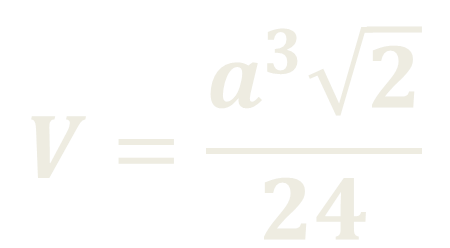 V = a³√2 / 24